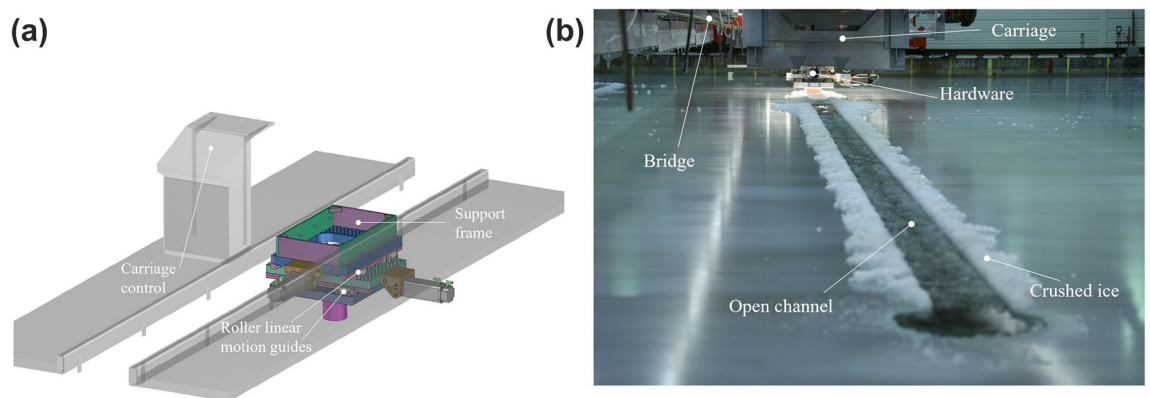 (a)
Carriage
control
Support
frame
Roller linear
motion guides
(b)
Carriage
Hardware
Bridge
Open channel
Crushed ice